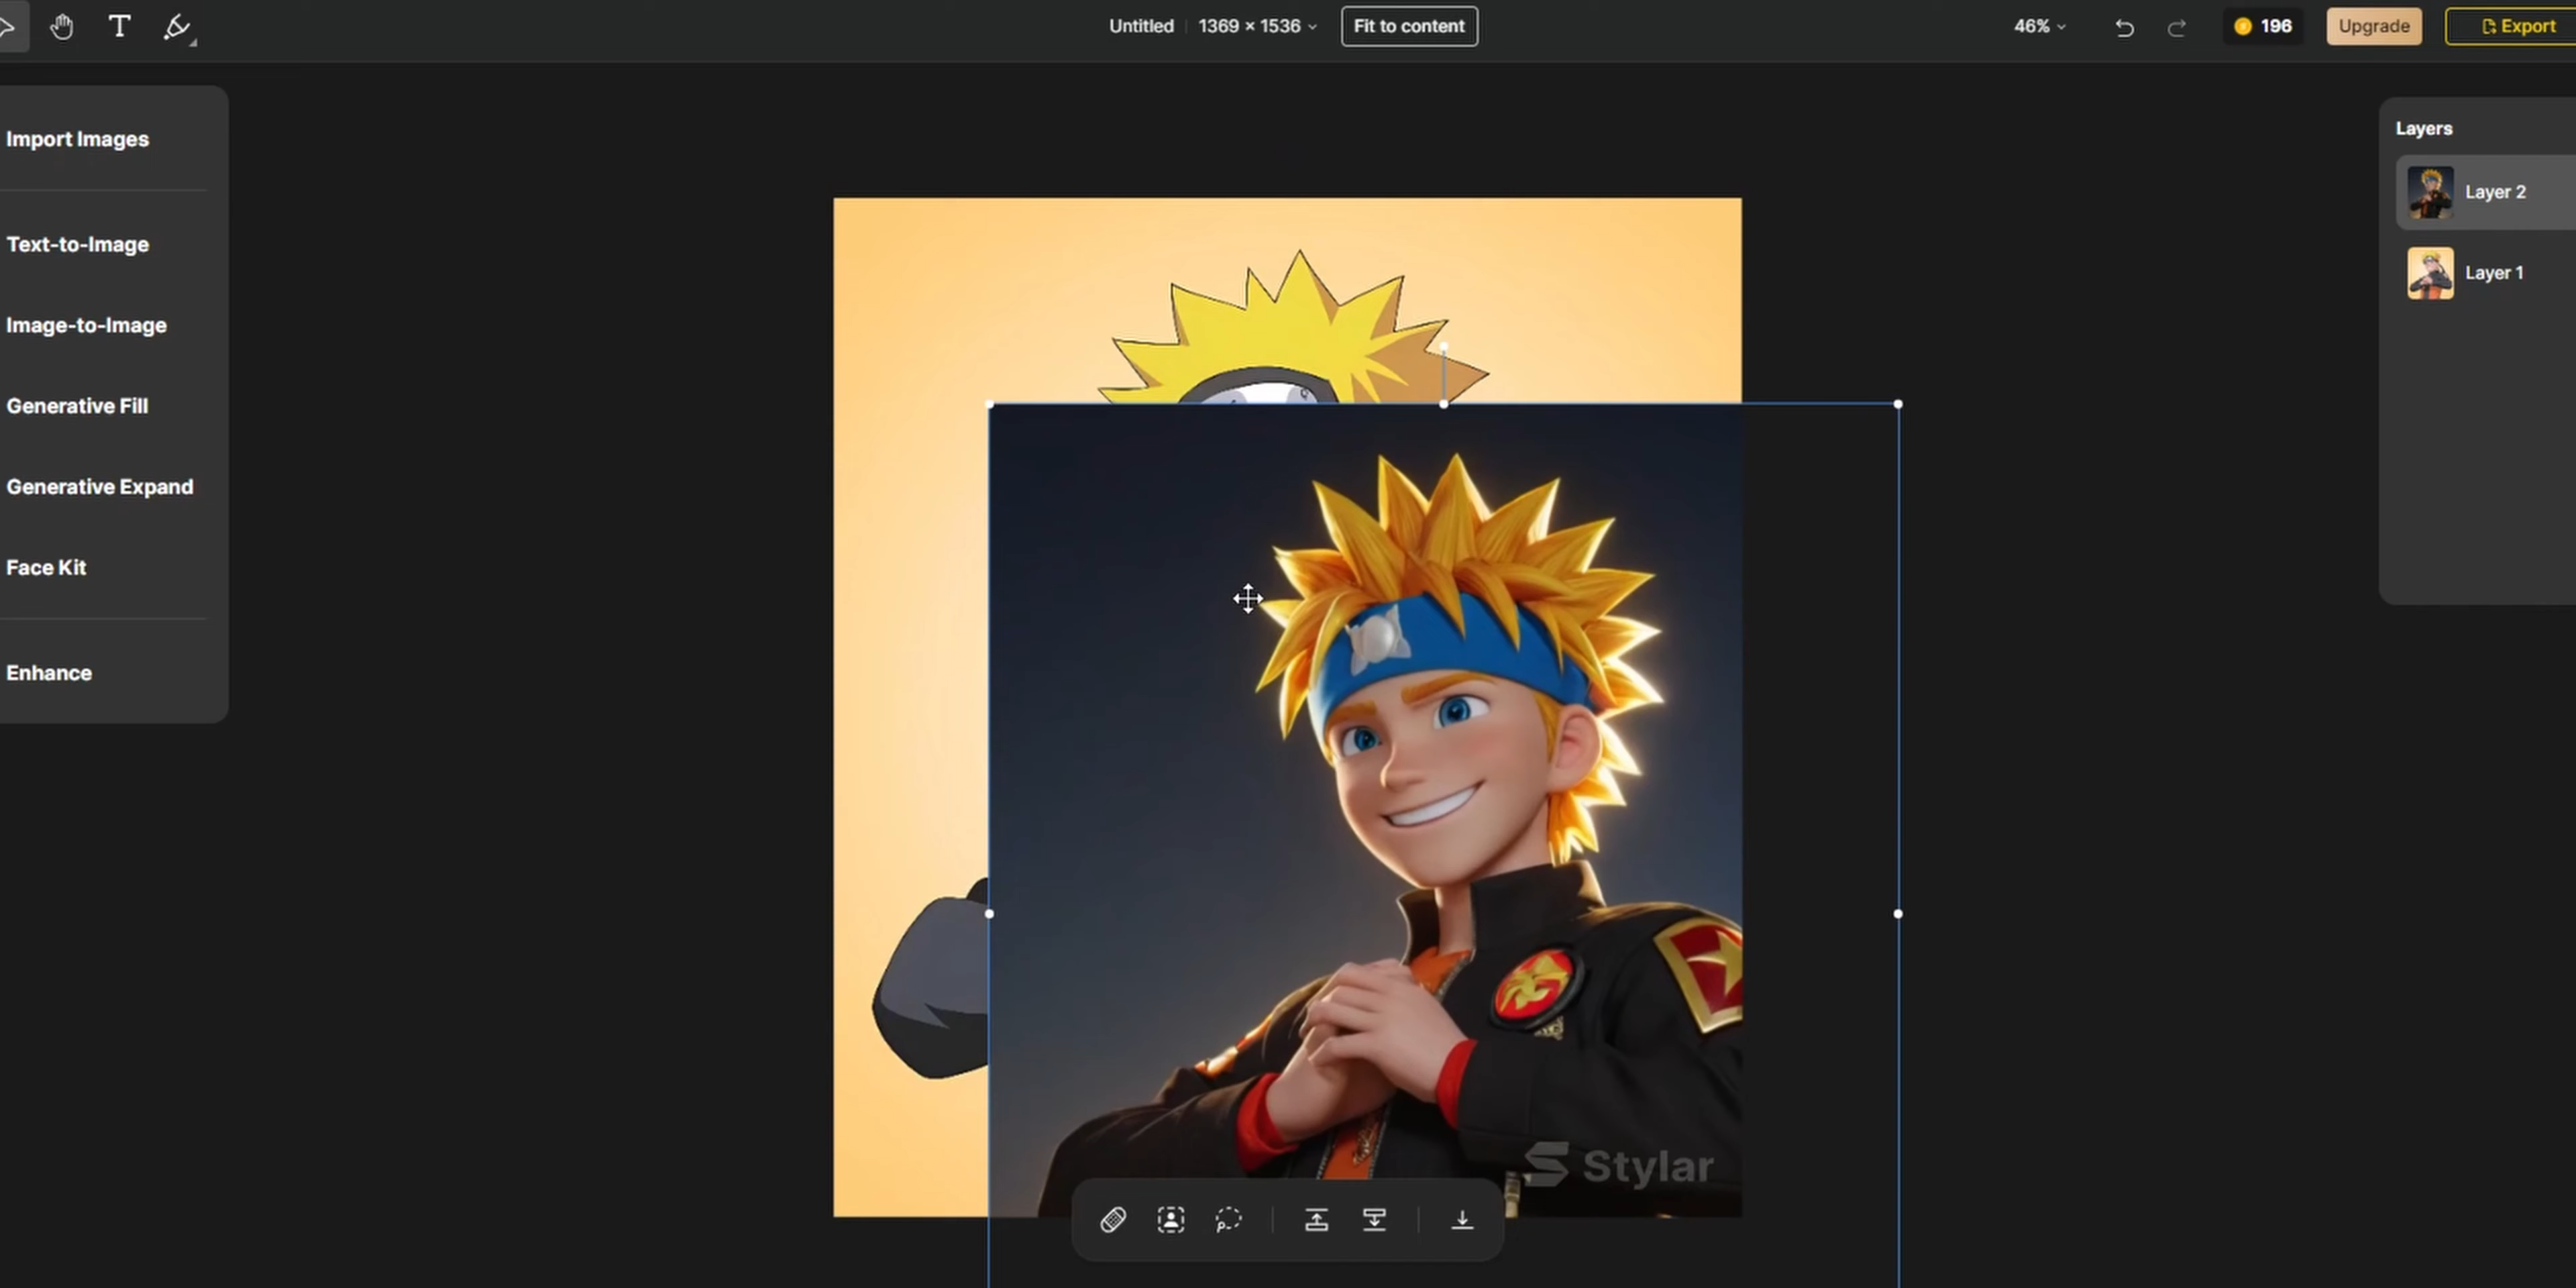 T
Untitled
1369 × 1536
Fit to content
46%
196
Upgrade
Export
Import Images
Text-to-Image
Image-to-Image
Generative Fill
Generative Expand
Face Kit
Enhance
Layers
Layer 2
Layer 1
Stylar